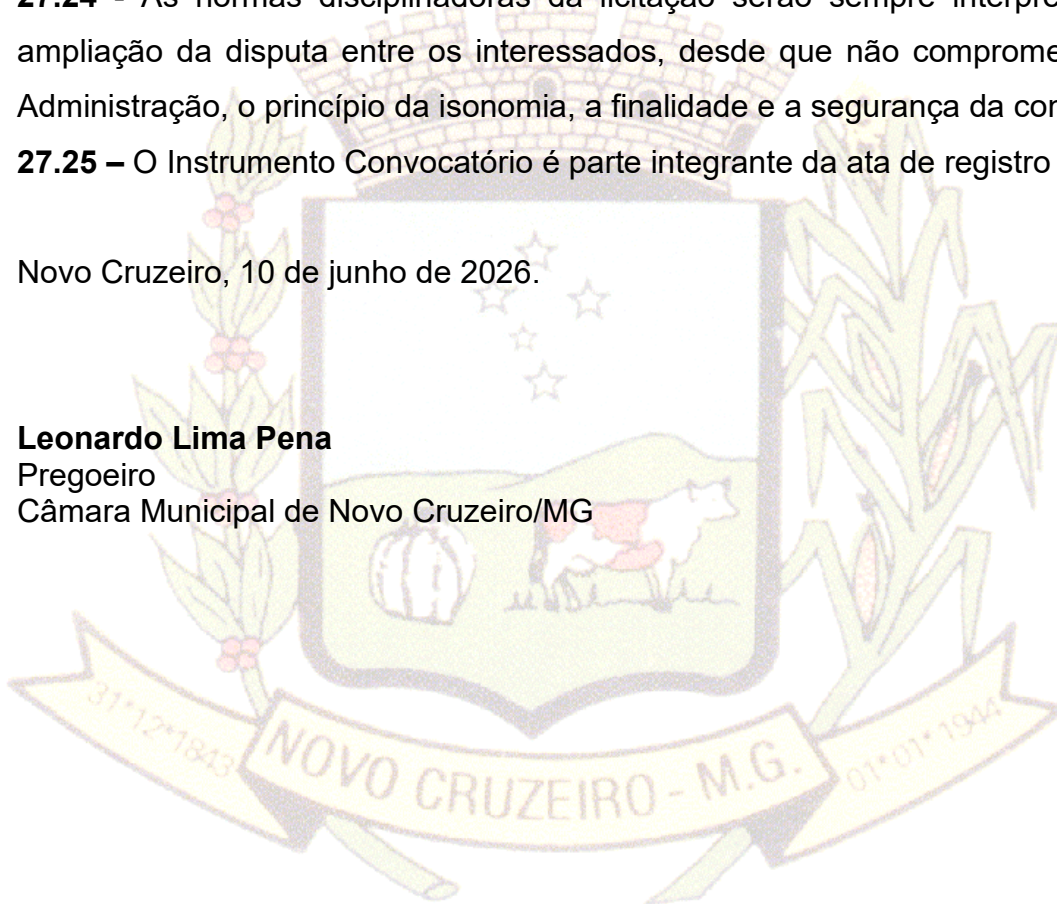 27.24 - As normas disciplinadoras da licitação serão sempre
ampliação da disputa entre os interessados, desde que não
Administração, o princípio da isonomia, a finalidade e a segurança da
27.25 – O Instrumento Convocatório é parte integrante da ata de registro
Novo Cruzeiro, 10 de junho de 2026.
Leonardo Lima Pena
Pregoeiro
Câmara Municipal de Novo Cruzeiro/MG
31*12*1843
NOVO CRUZEIRO - M.G.
01*01*1944